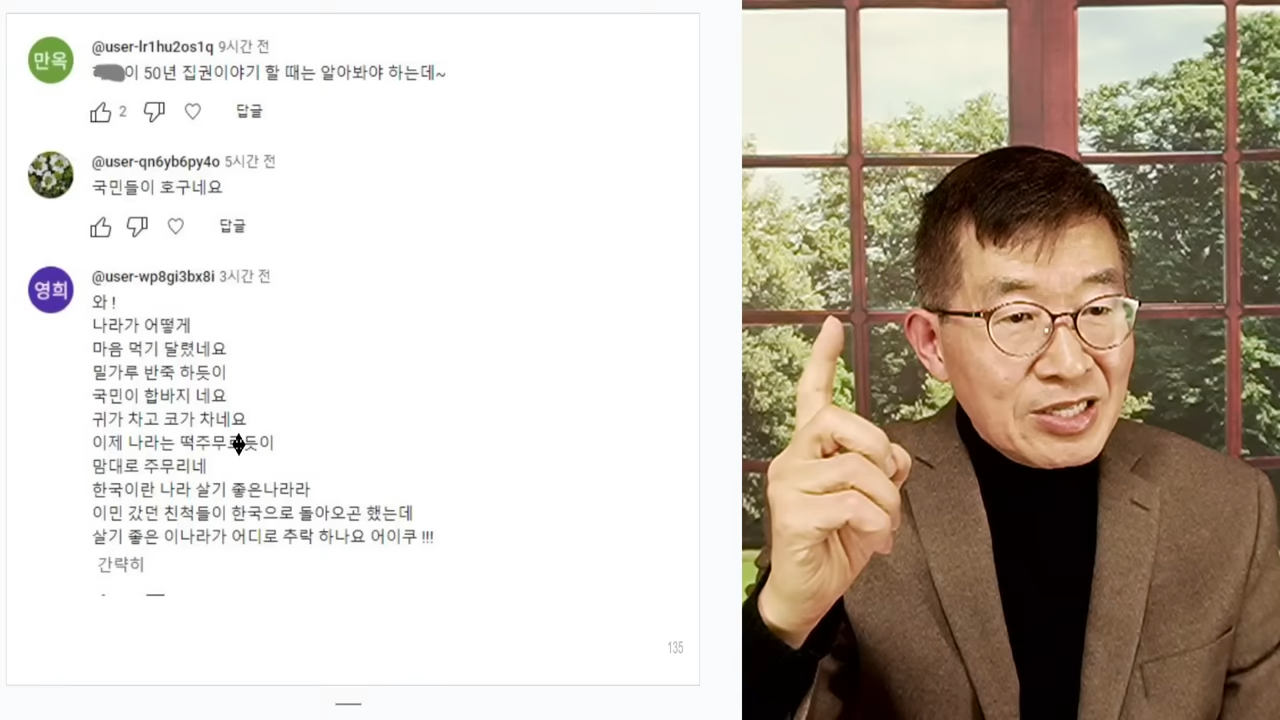 만옥
@user-lr1hu2os1q 9시간 전
이 50년 집권이야기 할 때는 알아봐야 하는데~
2
답글
@user-qn6yb6py4o 5시간 전
국민들이 호구네요
답글
영희
@user-wp8gi3bx8i 3시간 전
와 !
나라가 어떻게
마음 먹기 달렸네요
밀가루 반죽 하듯이
국민이 합바지 네요
귀가 차고 코가 차네요
이제 나라는 듯이
맘대로 주무리네
한국이란 나라 살기 좋은나라라
이민 갔던 친척들이 한국으로 돌아오곤 했는데
살기 좋은 이나라가 어디로 추락 하나요 어이쿠 !!!
간략히
135